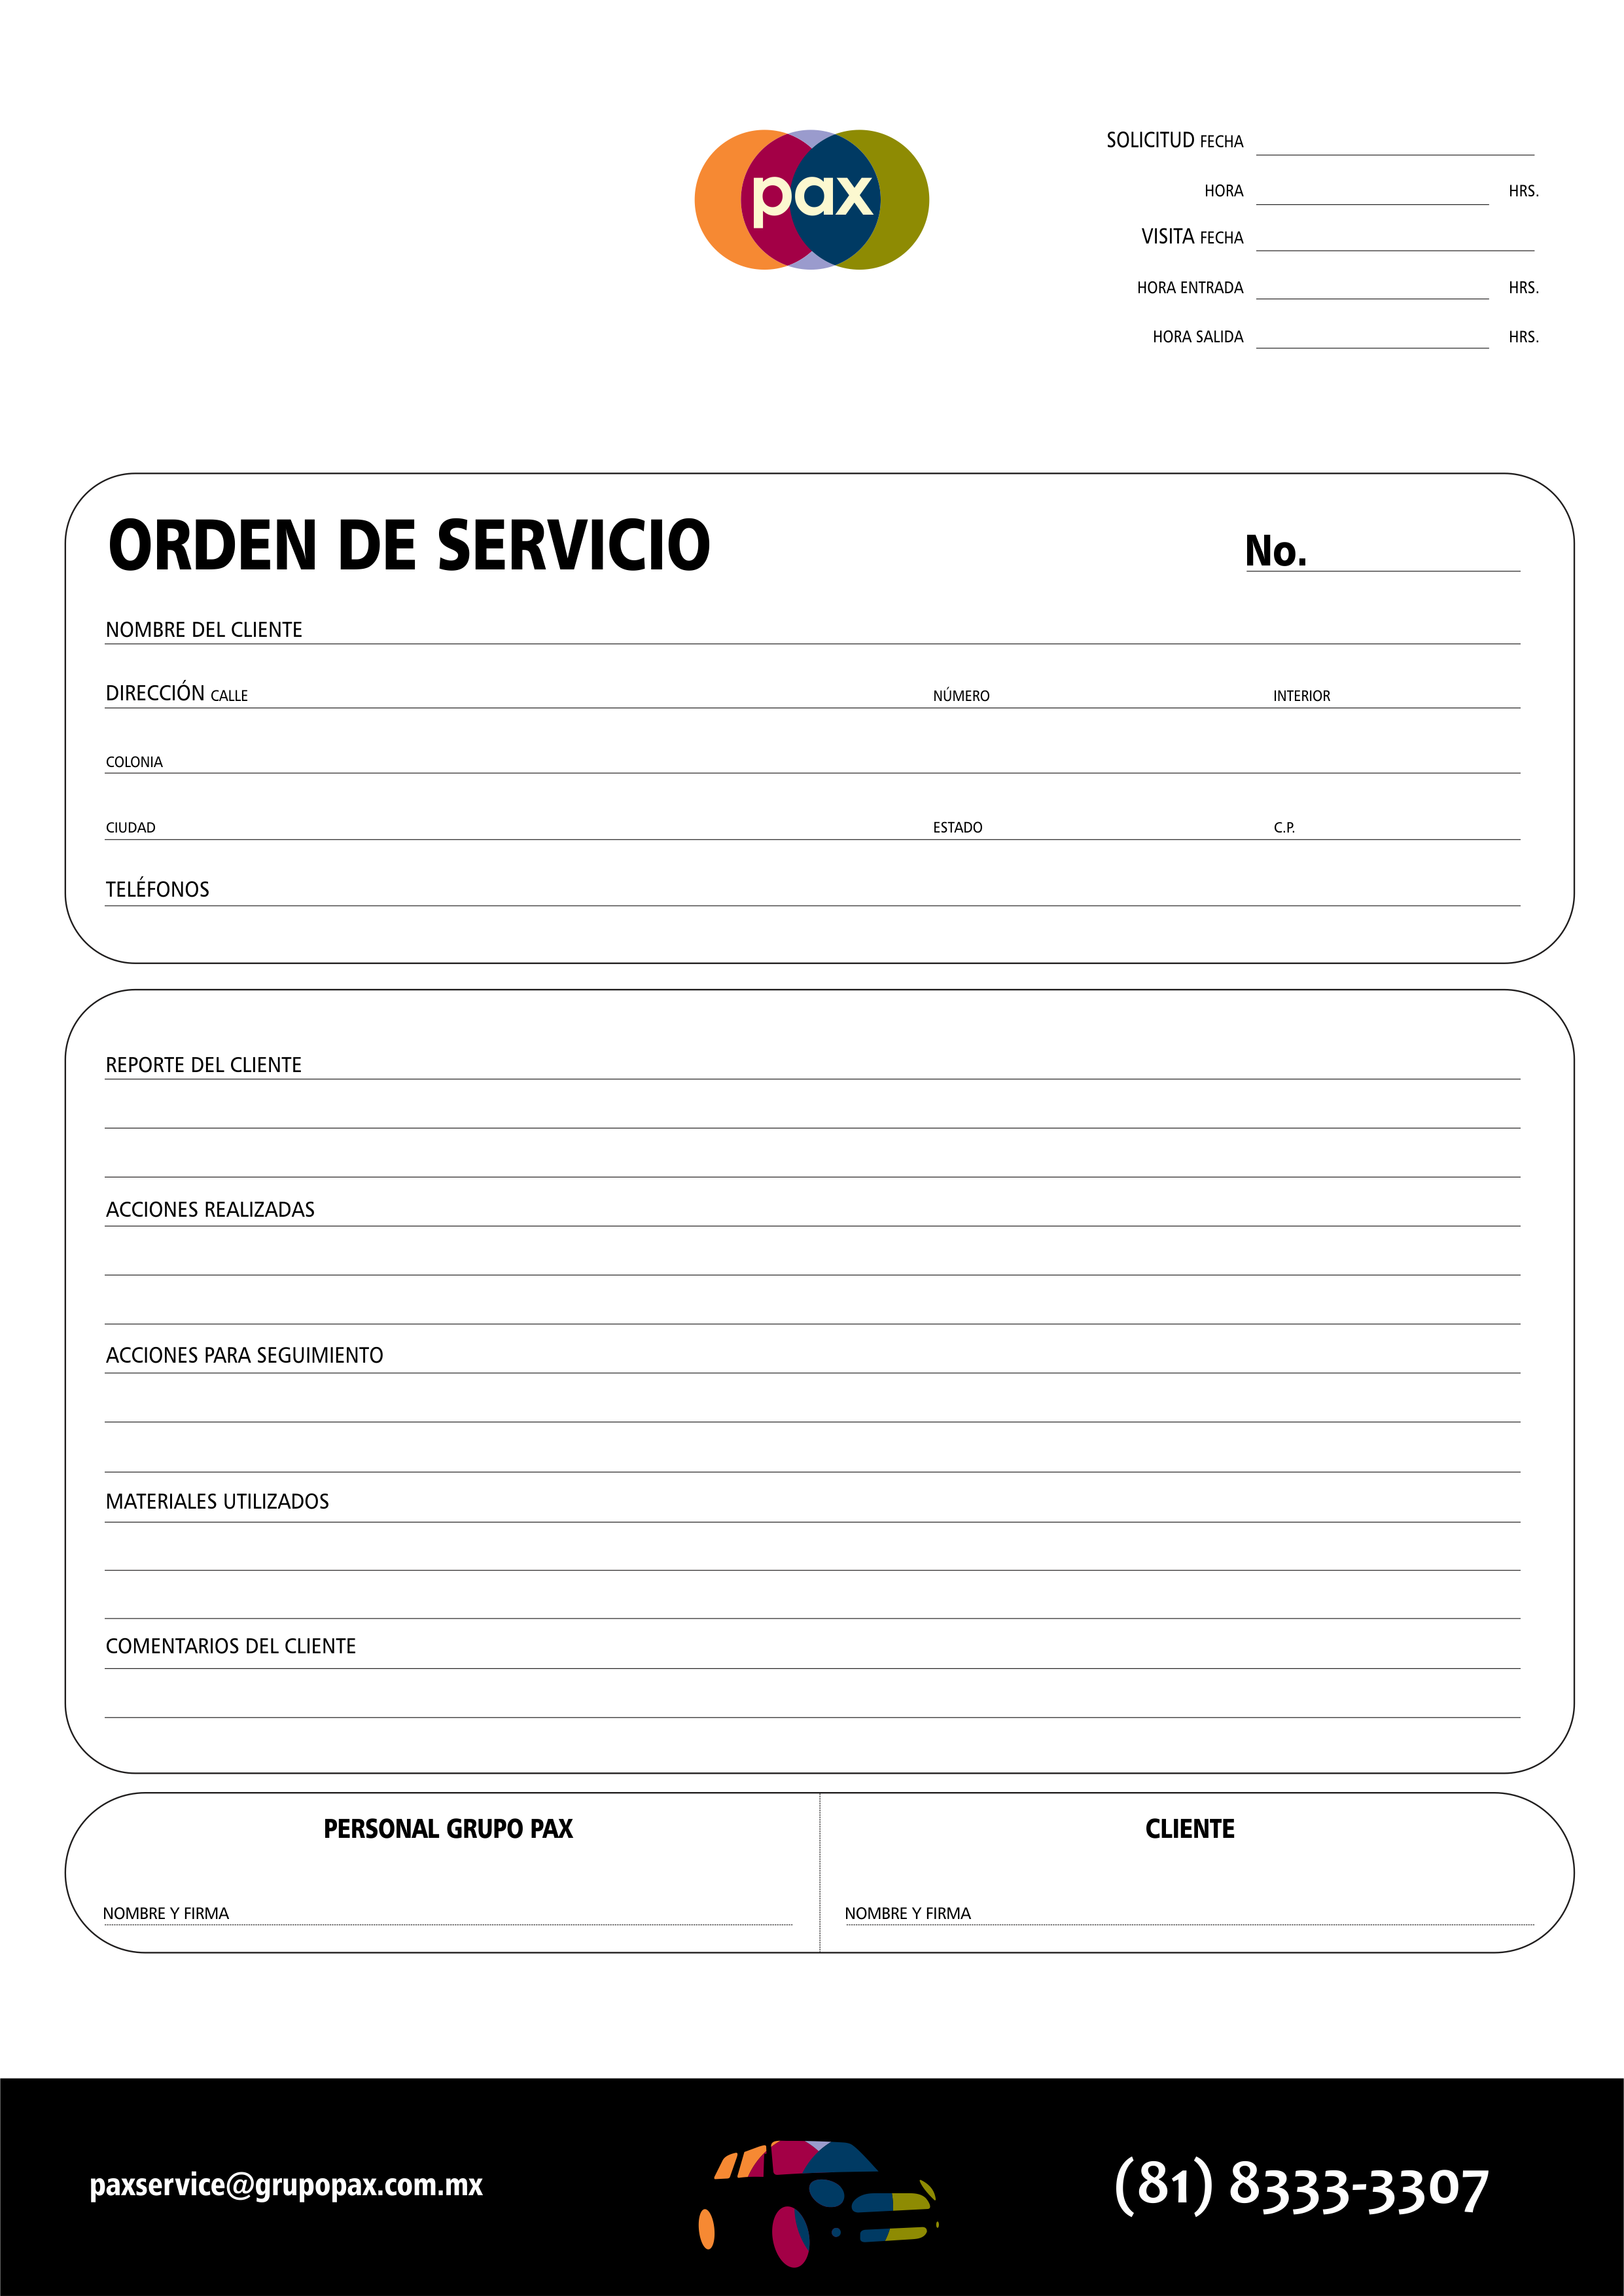 pax
SOLICITUD FECHA
HORA HRS.
VISITA FECHA
HORA ENTRADA HRS.
HORA SALIDA HRS.
ORDEN DE SERVICIO No.
NOMBRE DEL CLIENTE
DIRECCIÓN CALLE NÚMERO INTERIOR
COLONIA
CIUDAD ESTADO C.P.
TELÉFONOS
REPORTE DEL CLIENTE
ACCIONES REALIZADAS
ACCIONES PARA SEGUIMIENTO
MATERIALES UTILIZADOS
COMENTARIOS DEL CLIENTE
PERSONAL GRUPO PAX CLIENTE
NOMBRE Y FIRMA NOMBRE Y FIRMA
paxservice@grupopax.com.mx (81) 8333-3307